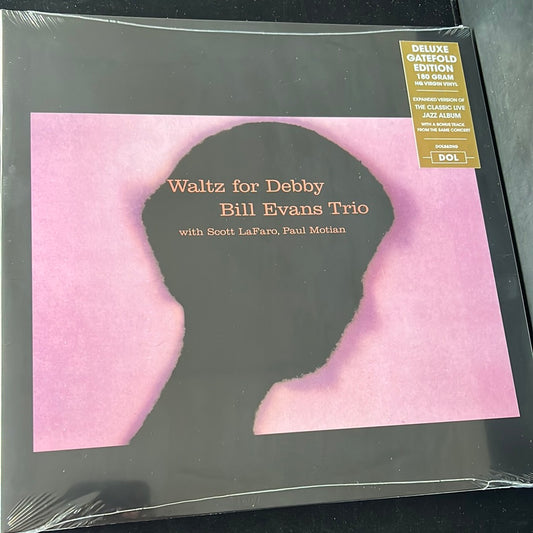 DELUXE
GATEFOLD
EDITION
180 GRAM
HQ VIRGIN VINYL
EXPANDED VERSION OF
THE CLASSIC LIVE
JAZZ ALBUM
WITH A BONUS TRACK
FROM THE SAME CONCERT
DOL
Waltz for Debby
Bill Evans Trio
with Scott LaFaro, Paul Motian